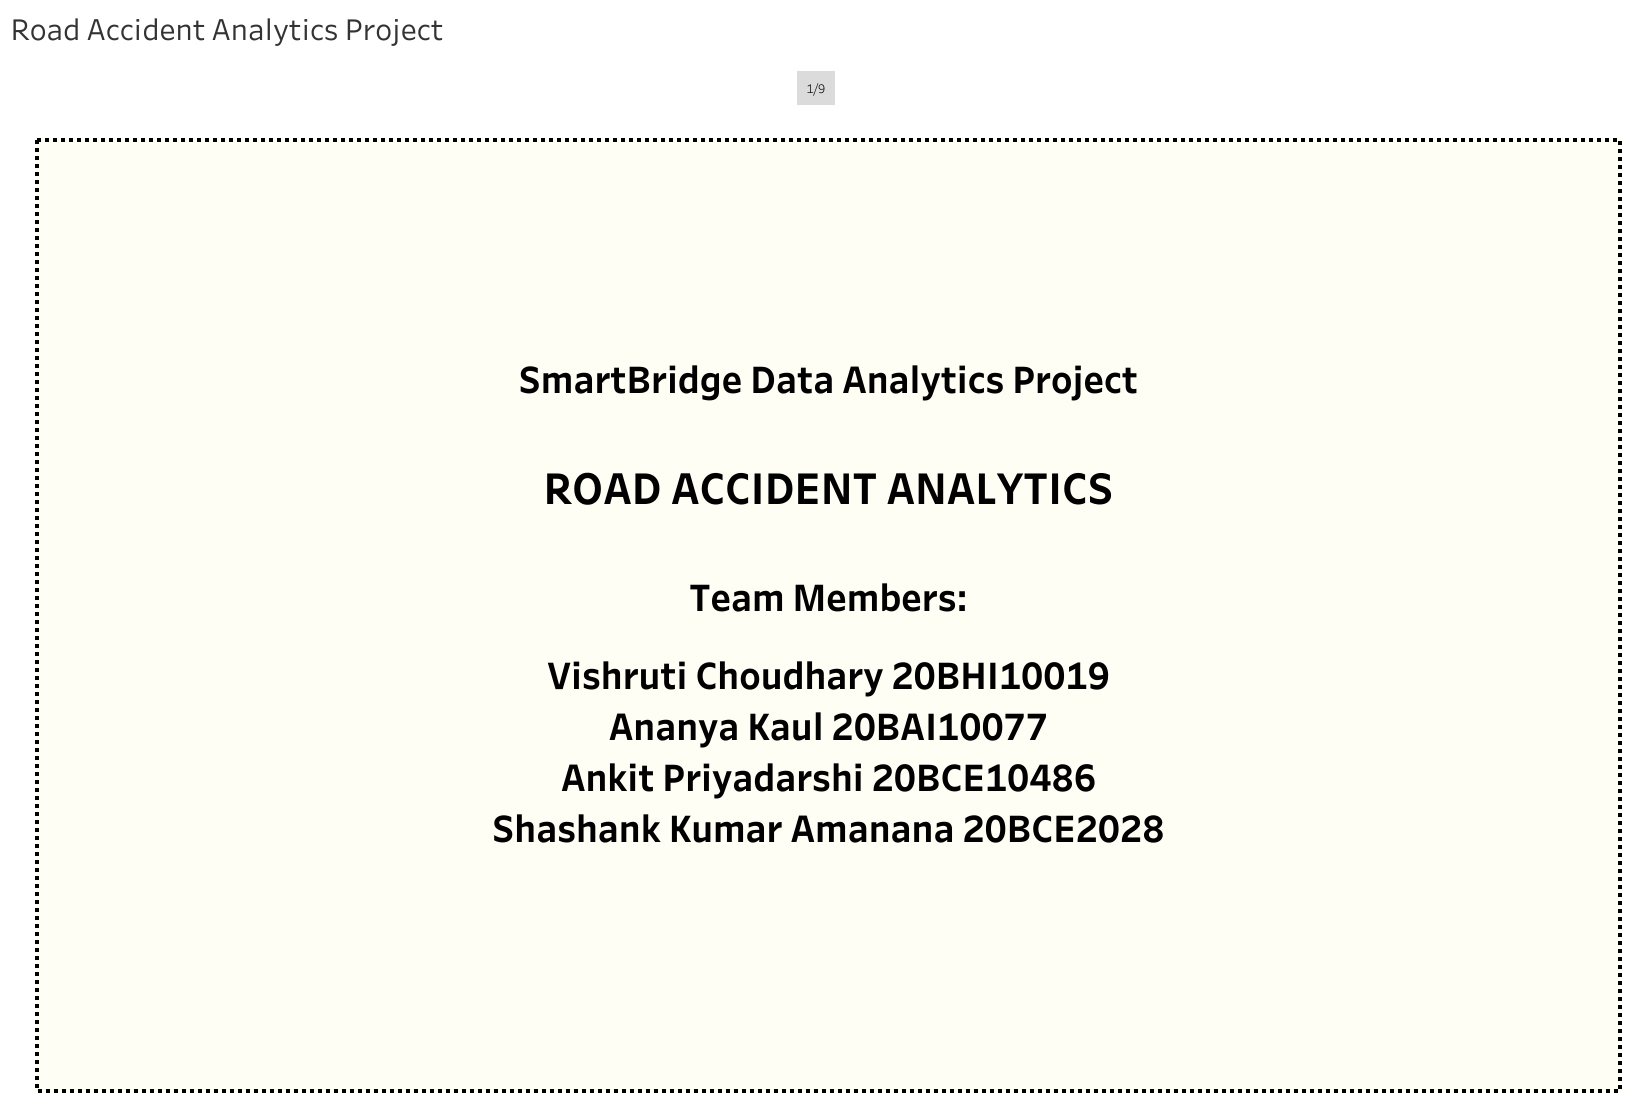 Road Accident Analytics Project
1/9
SmartBridge Data Analytics Project
ROAD ACCIDENT ANALYTICS
Team Members:
Vishruti Choudhary 20BHI10019
Ananya Kaul 20BAI10077
Ankit Priyadarshi 20BCE10486
Shashank Kumar Amanana 20BCE2028